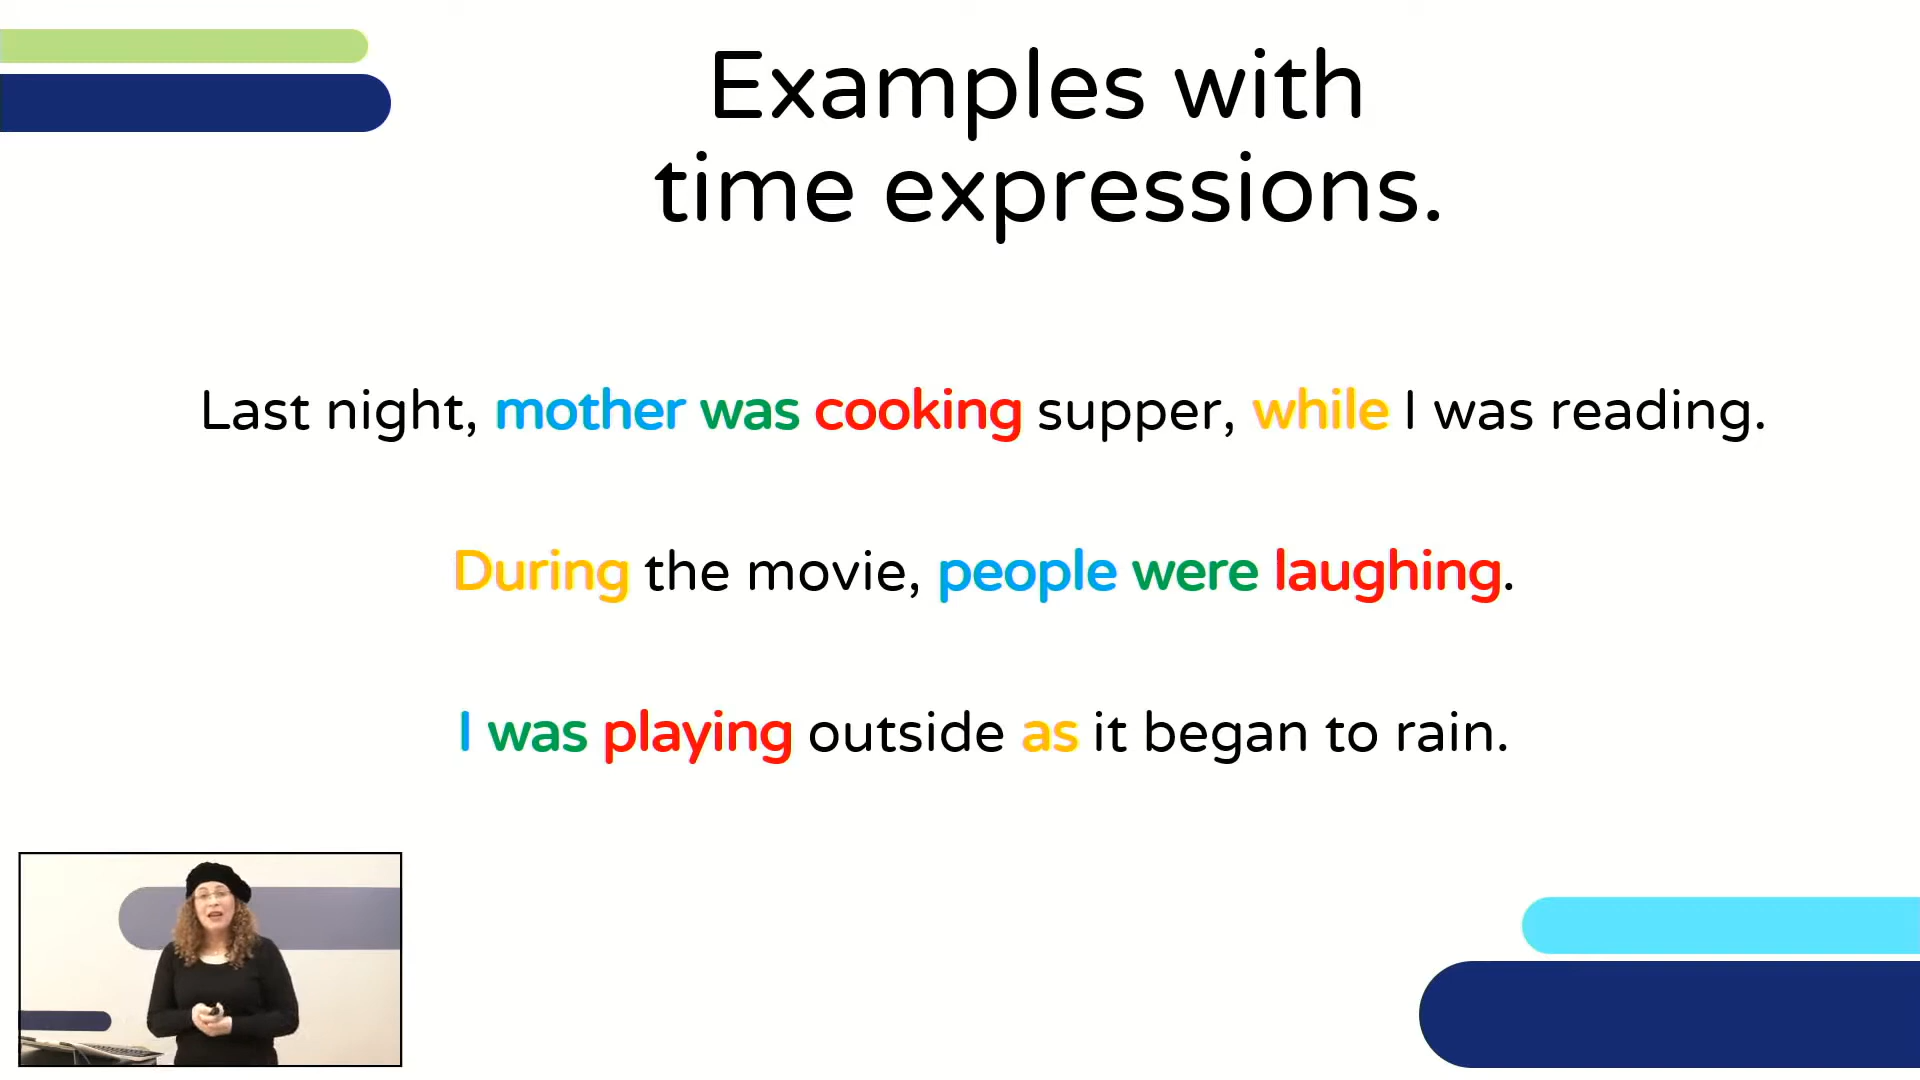 Examples with
time expressions.
Last night, mother was cooking supper, while I was reading.
During the movie, people were laughing.
I was playing outside as it began to rain.